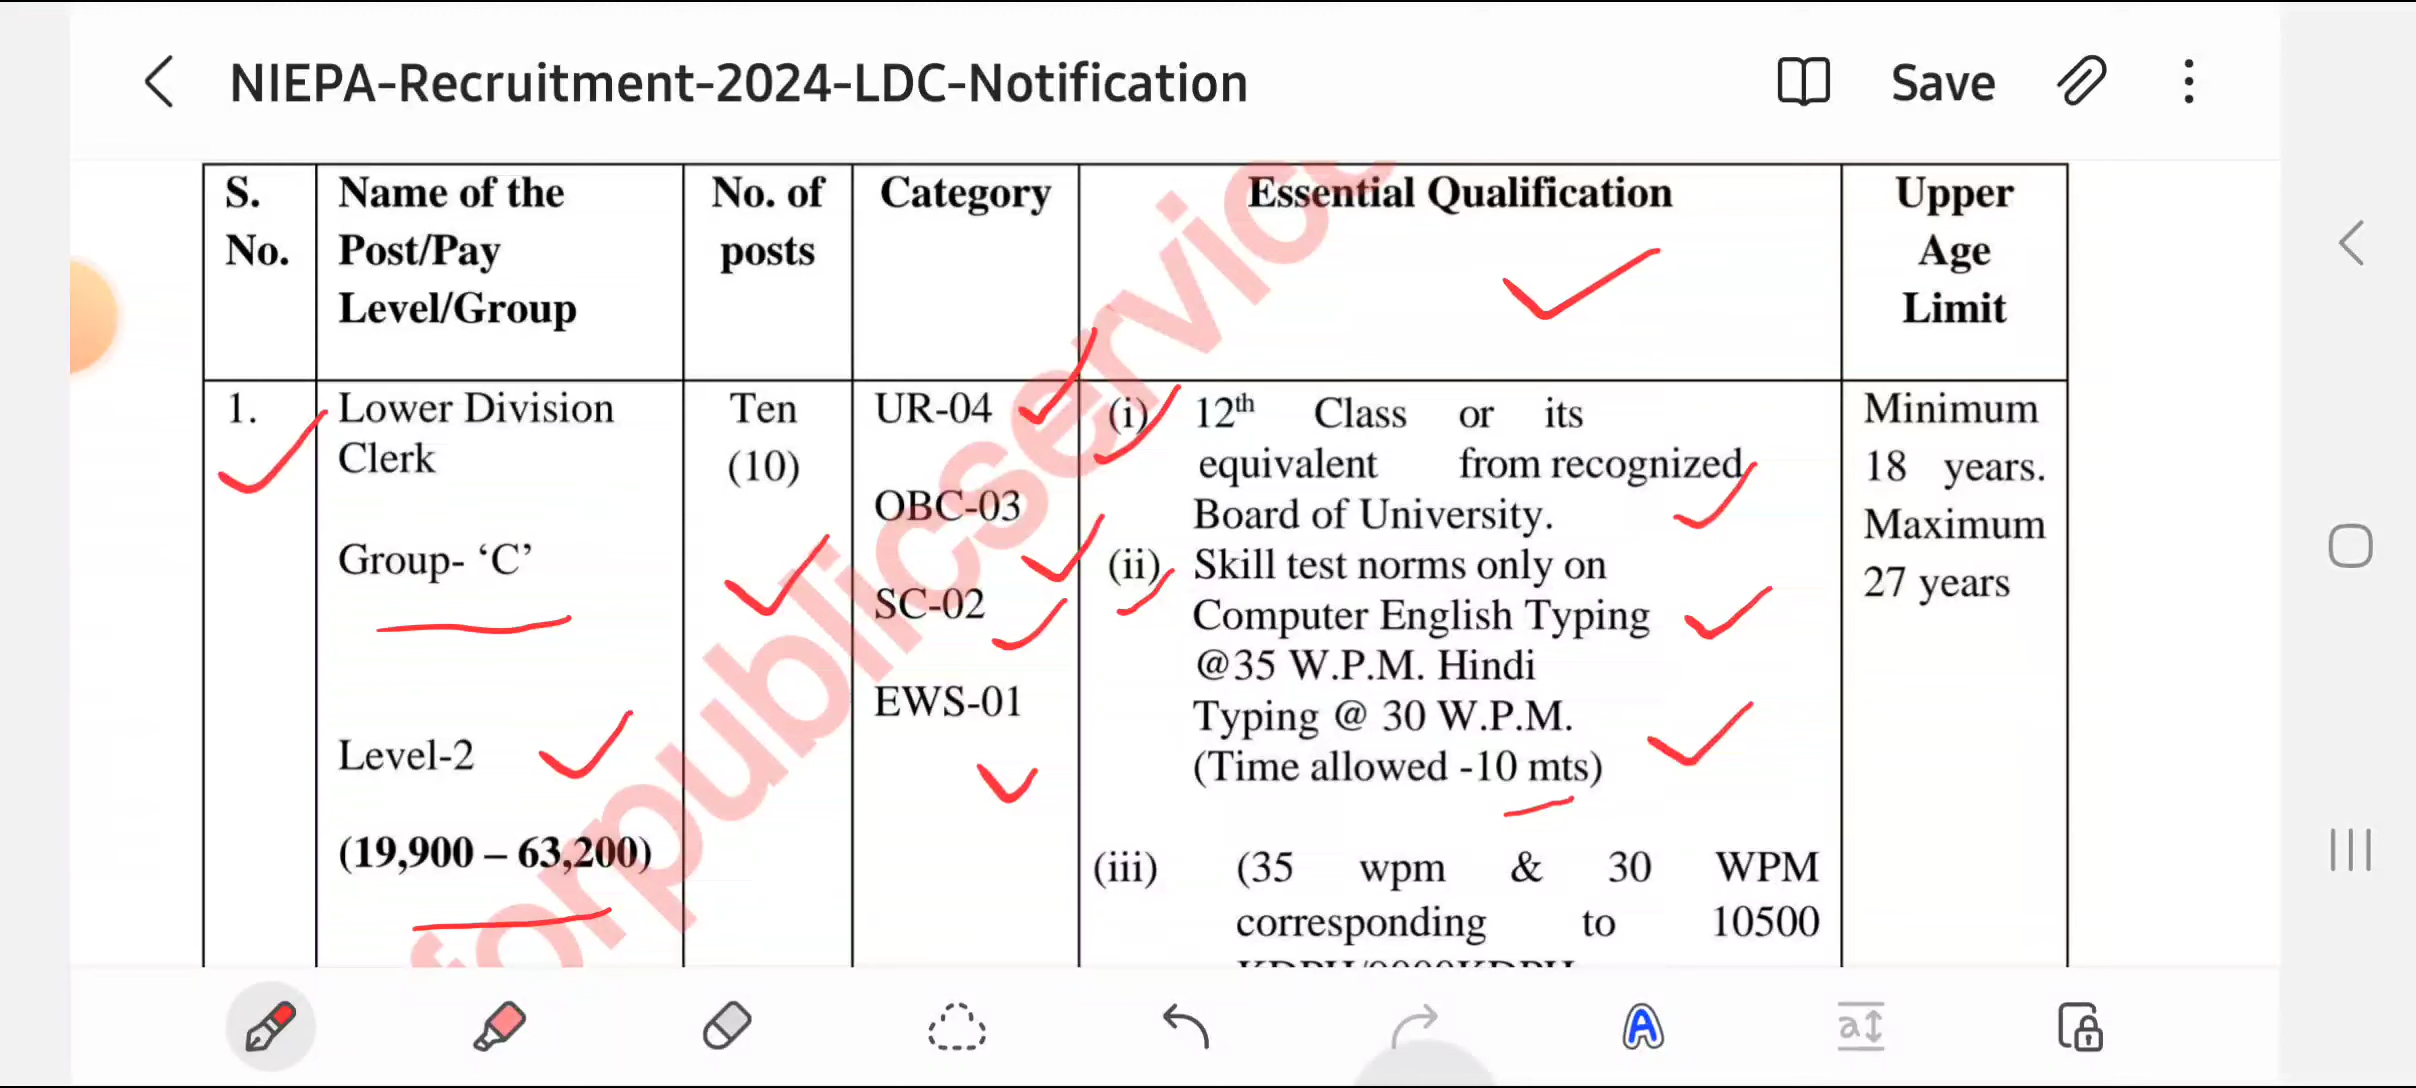 NIEPA-Recruitment-2024-LDC-Notification
Save
S. No.
Name of the Post/Pay Level/Group
No. of posts
Category
Essential Qualification
Upper Age Limit
1.
Lower Division
Clerk
Group- ‘C’
Level-2
(19,900 – 63,200)
Ten
(10)
UR-04
OBC-03
SC-02
EWS-01
(i) 12th Class or its
equivalent from recognized
Board of University.
(ii) Skill test norms only on
Computer English Typing
@35 W.P.M. Hindi
Typing @ 30 W.P.M.
(Time allowed -10 mts)
(iii) (35 wpm & 30 WPM
corresponding to 10500
Minimum
18 years.
Maximum
27 years
forpublicservic
A
a